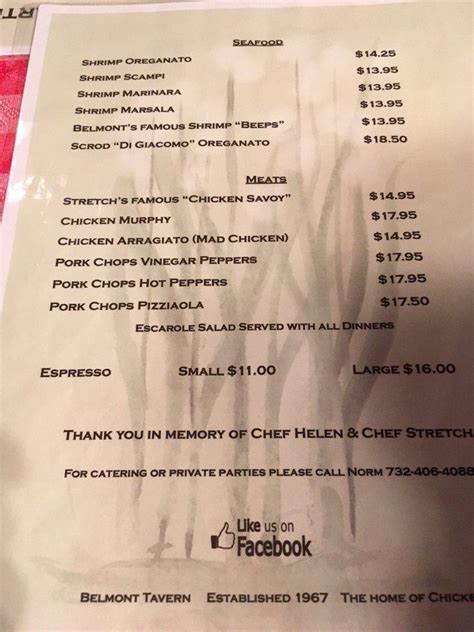 SEAFOOD
SHRIMP OREGANATO $14.25
SHRIMP SCAMPI $13.95
SHRIMP MARINARA $13.95
SHRIMP MARSALA $13.95
BELMONT'S FAMOUS SHRIMP "BEEPS" $13.95
SCROD "DI GIACOMO" OREGANATO $18.50
MEATS
STRETCH'S FAMOUS "CHICKEN SAVOY" $14.95
CHICKEN MURPHY $17.95
CHICKEN ARRAGIATO (MAD CHICKEN) $14.95
PORK CHOPS VINEGAR PEPPERS $17.95
PORK CHOPS HOT PEPPERS $17.95
PORK CHOPS PIZZIAOLA $17.50
ESCAROLE SALAD SERVED WITH ALL DINNERS
ESPRESSO SMALL $11.00 LARGE $16.00
THANK YOU IN MEMORY OF CHEF HELEN & CHEF STRETCH
FOR CATERING OR PRIVATE PARTIES PLEASE CALL NORM 732-406-4088
Like us on
Facebook
BELMONT TAVERN ESTABLISHED 1967 THE HOME OF CHICKE